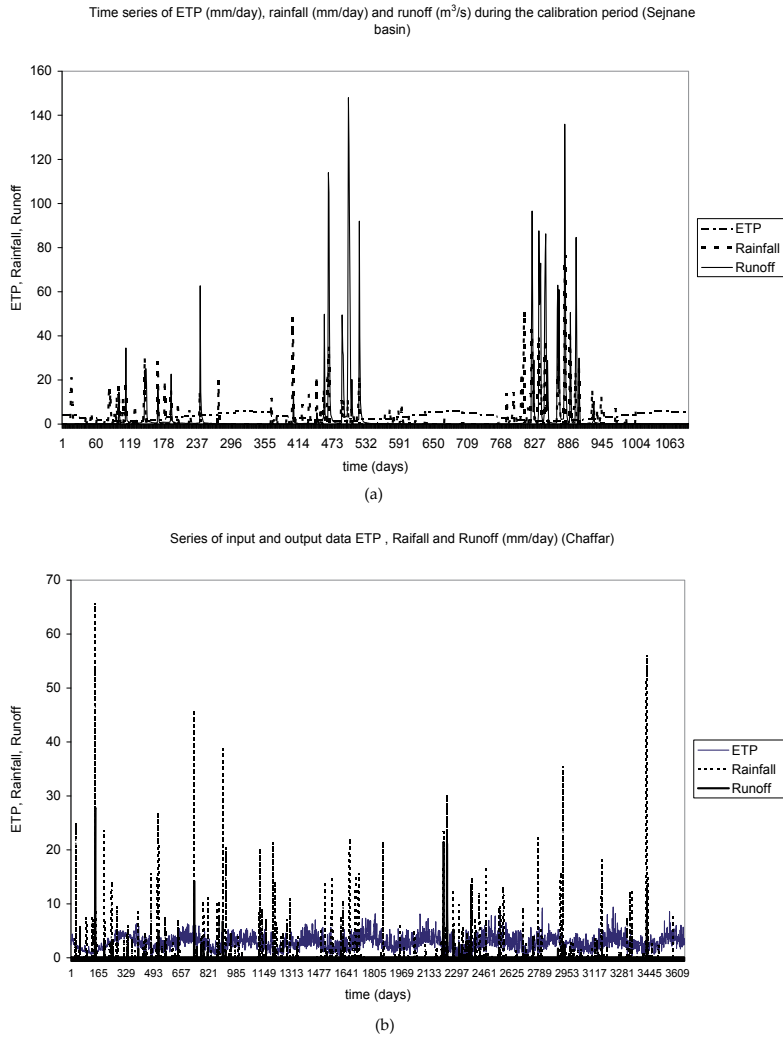 Time series of ETP (mm/day), rainfall (mm/day) and runoff (m³/s) during the calibration period (Sejnane
basin)
160
140
120
100
80
60
40
20
0
ETP, Rainfall, Runoff
1 60 119 178 237 296 355 414 473 532 591 650 709 768 827 886 945 1004 1063
time (days)
ETP
Rainfall
Runoff
(a)
Series of input and output data ETP , Raifall and Runoff (mm/day) (Chaffar)
70
60
50
40
30
20
10
0
ETP, Rainfall, Runoff
1 165 329 493 657 821 985 1149 1313 1477 1641 1805 1969 2133 2297 2461 2625 2789 2953 3117 3281 3445 3609
time (days)
ETP
Rainfall
Runoff
(b)